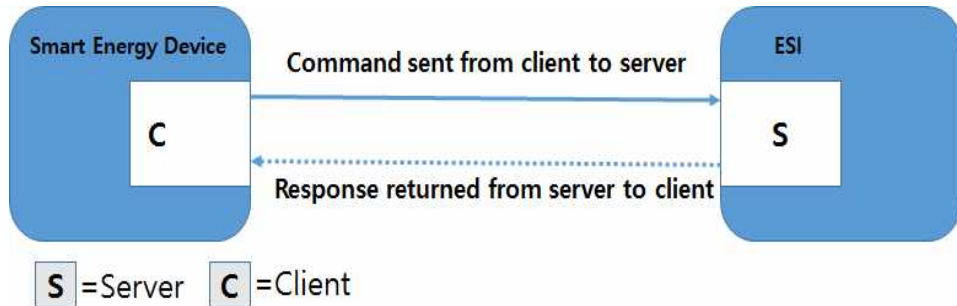 Smart Energy Device
ESI
Command sent from client to server
C
S
Response returned from server to client
S =Server C =Client